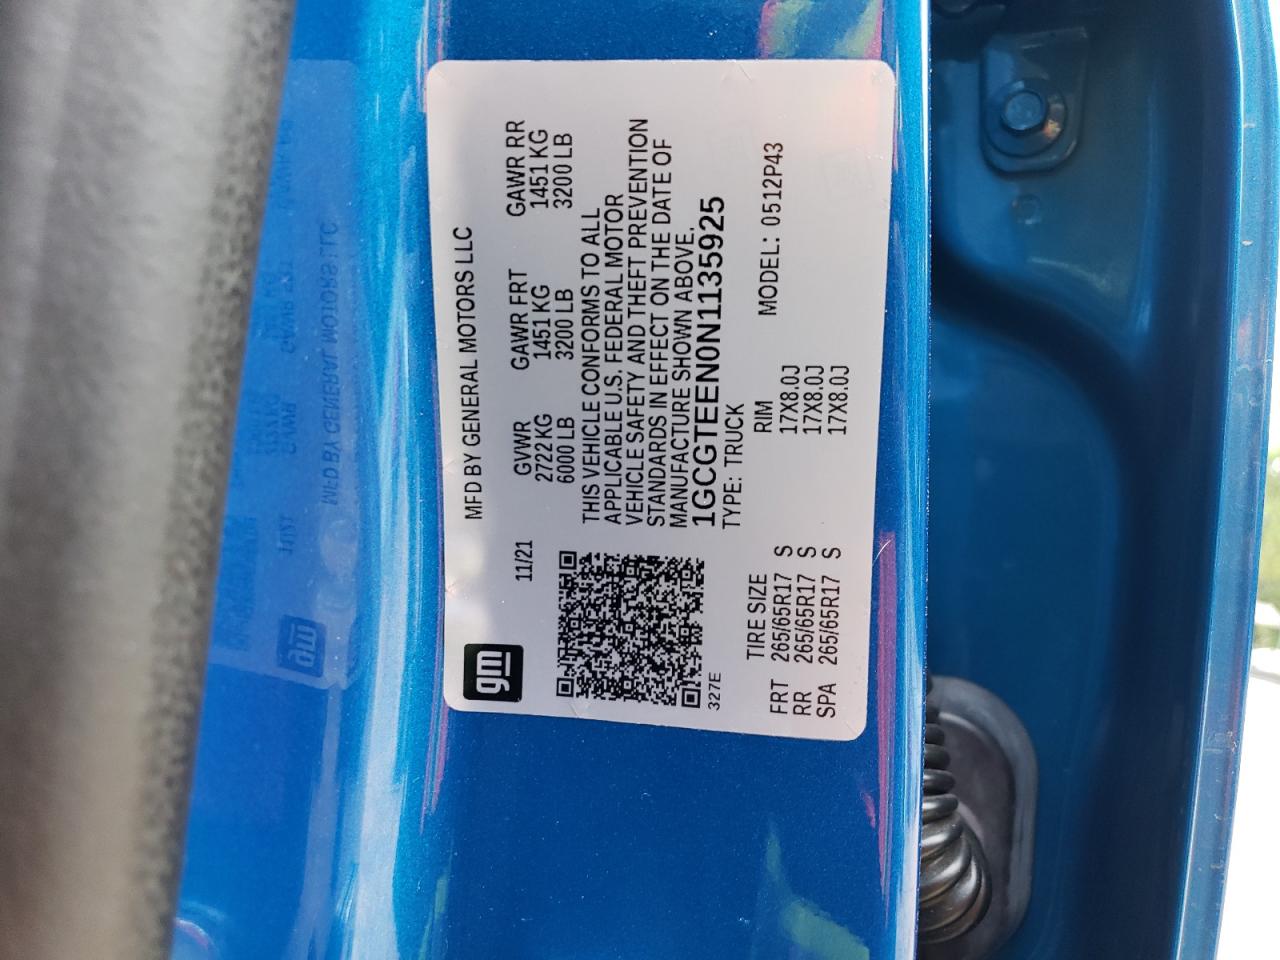 gm
MFD BY GENERAL MOTORS LLC
11/21
GVWR GAWR FRT GAWR RR
2722 KG 1451 KG 1451 KG
6000 LB 3200 LB 3200 LB
THIS VEHICLE CONFORMS TO ALL
APPLICABLE U.S. FEDERAL MOTOR
VEHICLE SAFETY AND THEFT PREVENTION
STANDARDS IN EFFECT ON THE DATE OF
MANUFACTURE SHOWN ABOVE.
1GCGTEEN0N1135925
327E
TYPE: TRUCK MODEL: 0512P43
TIRE SIZE RIM
FRT 265/65R17 S 17X8.0J
RR 265/65R17 S 17X8.0J
SPA 265/65R17 S 17X8.0J